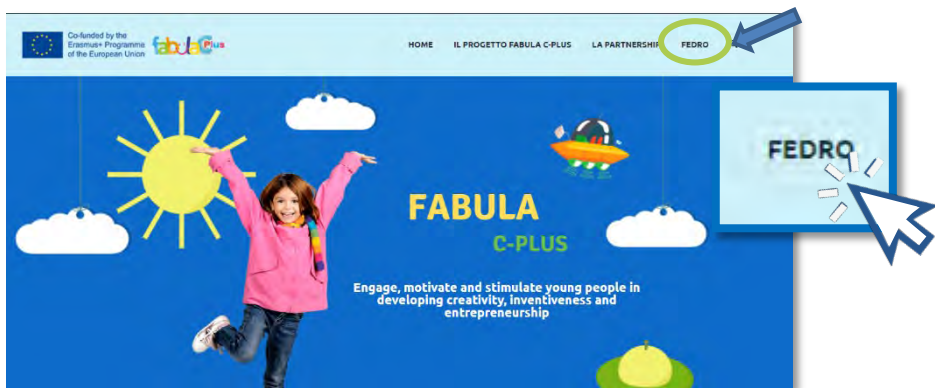 Co-funded by the
Erasmus+ Programme
of the European Union
fabulaC Plus
HOME IL PROGETTO FABULA C-PLUS LA PARTNERSHIP FEDRO
FEDRO
FABULA
C-PLUS
Engage, motivate and stimulate young people in
developing creativity, inventiveness and
entrepreneurship